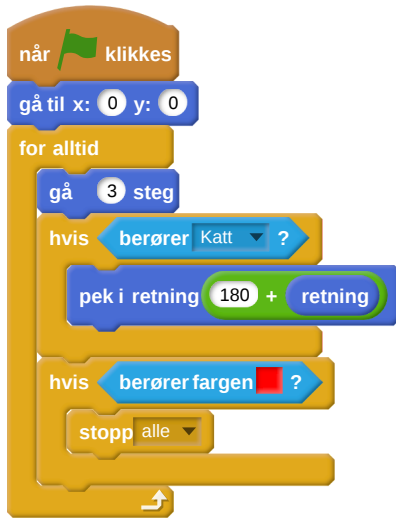 når klikkes
gå til x: 0 y: 0
for alltid
gå 3 steg
hvis berører Katt ?
pek i retning 180 + retning
hvis berører fargen ?
stopp alle